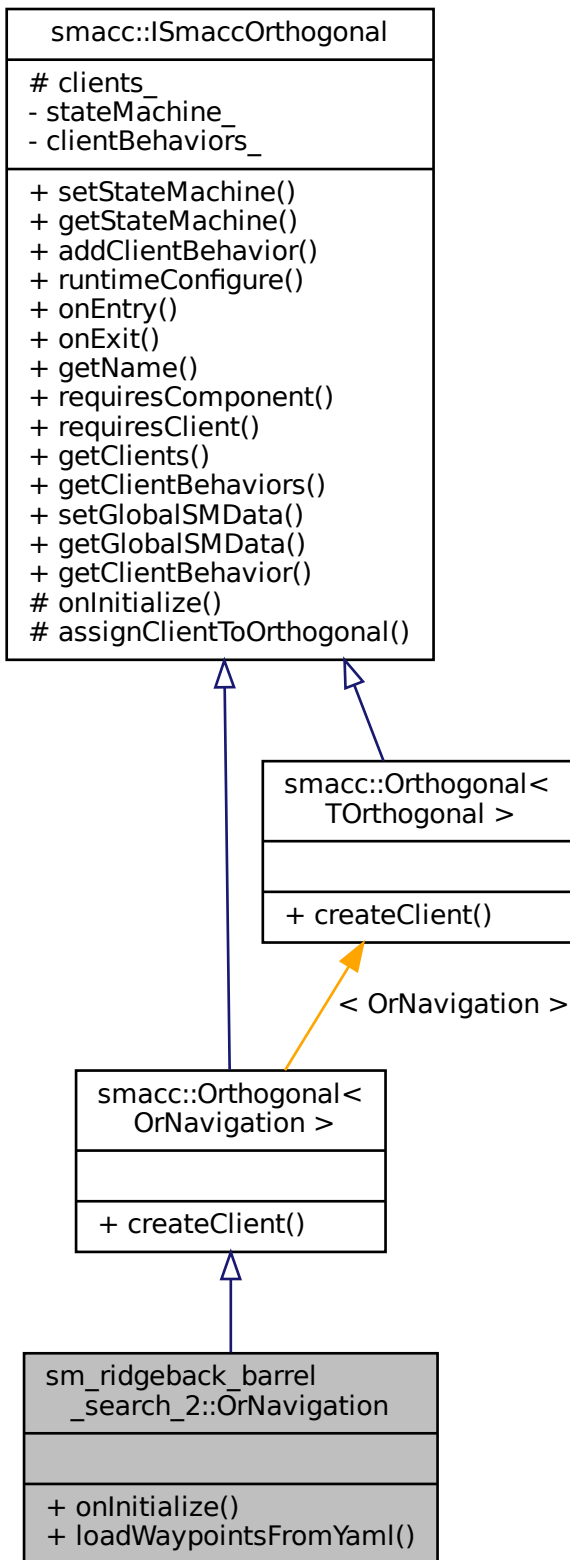 smacc::ISmaccOrthogonal
# clients_
- stateMachine_
- clientBehaviors_
+ setStateMachine()
+ getStateMachine()
+ addClientBehavior()
+ runtimeConfigure()
+ onEntry()
+ onExit()
+ getName()
+ requiresComponent()
+ requiresClient()
+ getClients()
+ getClientBehaviors()
+ setGlobalSMData()
+ getGlobalSMData()
+ getClientBehavior()
# onInitialize()
# assignClientToOrthogonal()
smacc::Orthogonal<
TOrthogonal >
+ createClient()
< OrNavigation >
smacc::Orthogonal<
OrNavigation >
+ createClient()
sm_ridgeback_barrel
_search_2::OrNavigation
+ onInitialize()
+ loadWaypointsFromYaml()